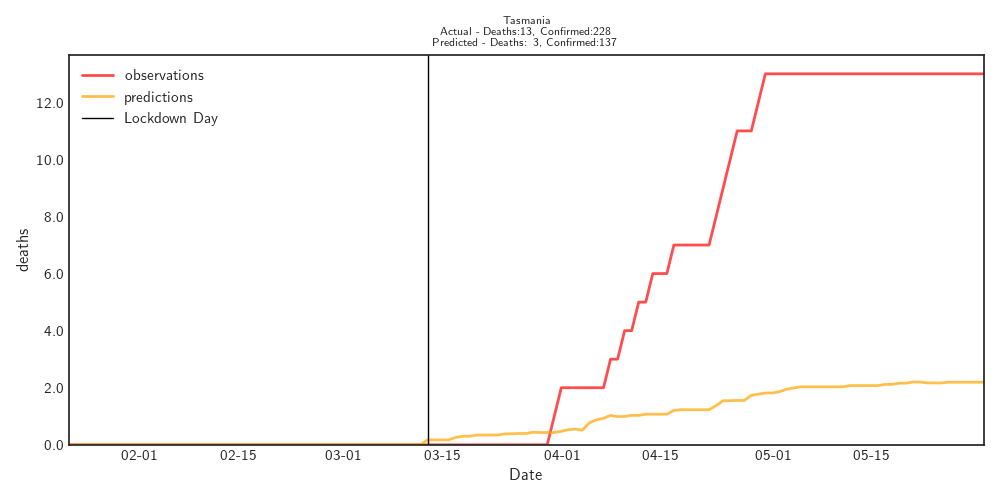 Tasmania
Actual - Deaths:13, Confirmed:228
Predicted - Deaths: 3, Confirmed:137
observations
predictions
Lockdown Day
12.0
10.0
8.0
6.0
4.0
2.0
0.0
deaths
02-01 02-15 03-01 03-15 04-01 04-15 05-01 05-15
Date